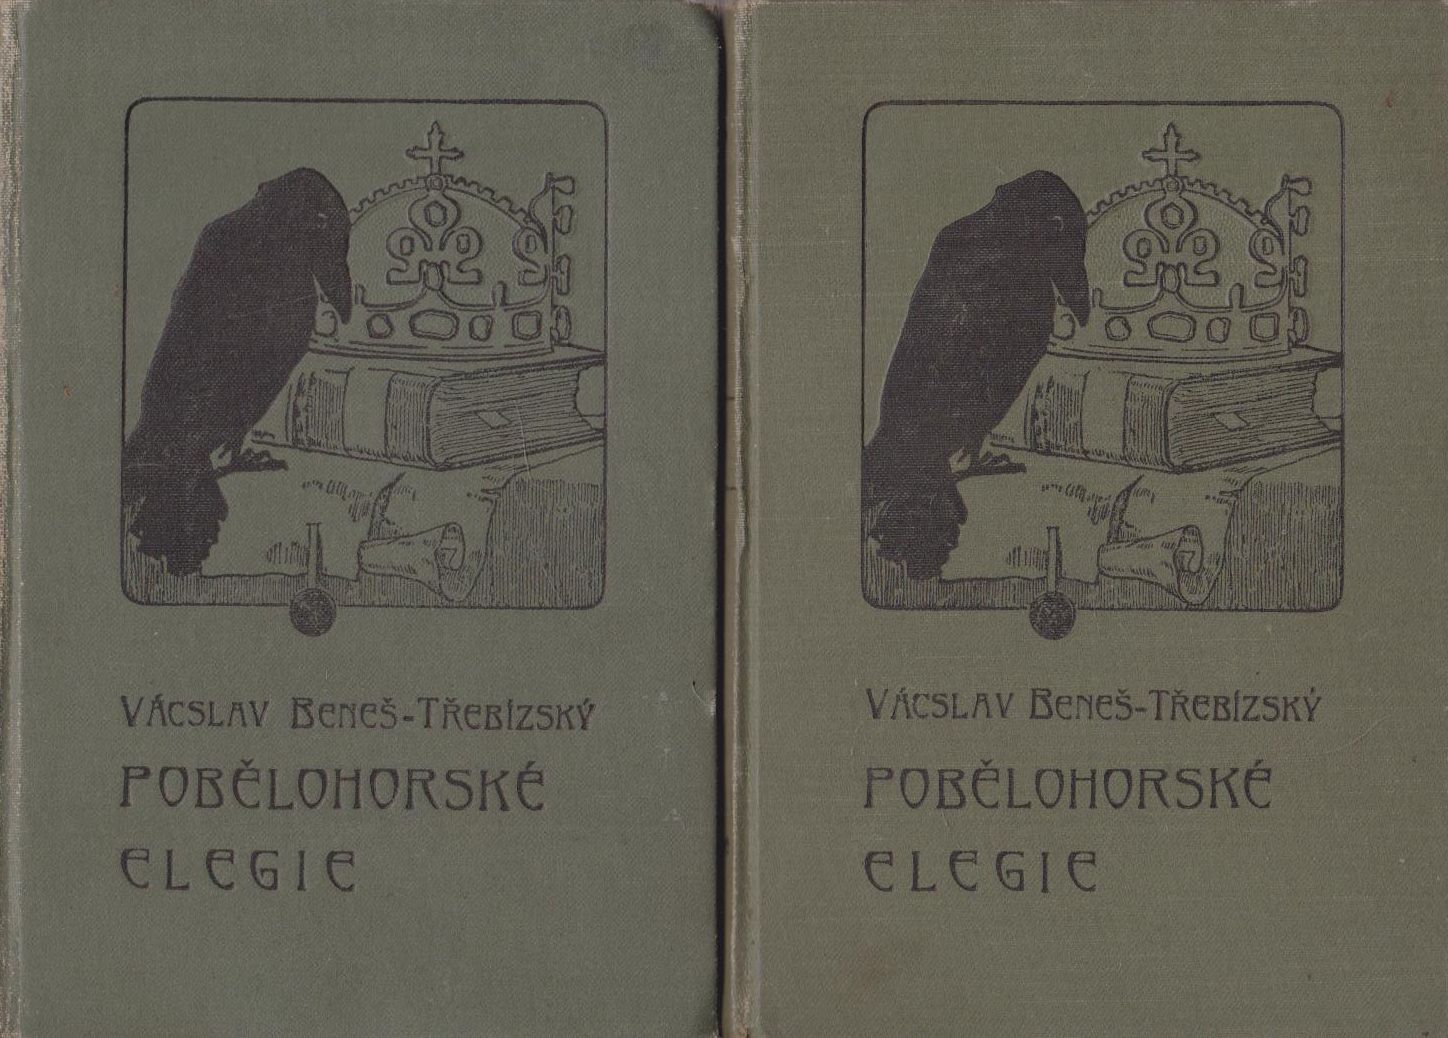 VÁCSLAV BENEŠ-TŘEBÍZSKÝ
POBĚLOHORSKÉ
ELEGIE
VÁCSLAV BENEŠ-TŘEBÍZSKÝ
POBĚLOHORSKÉ
ELEGIE